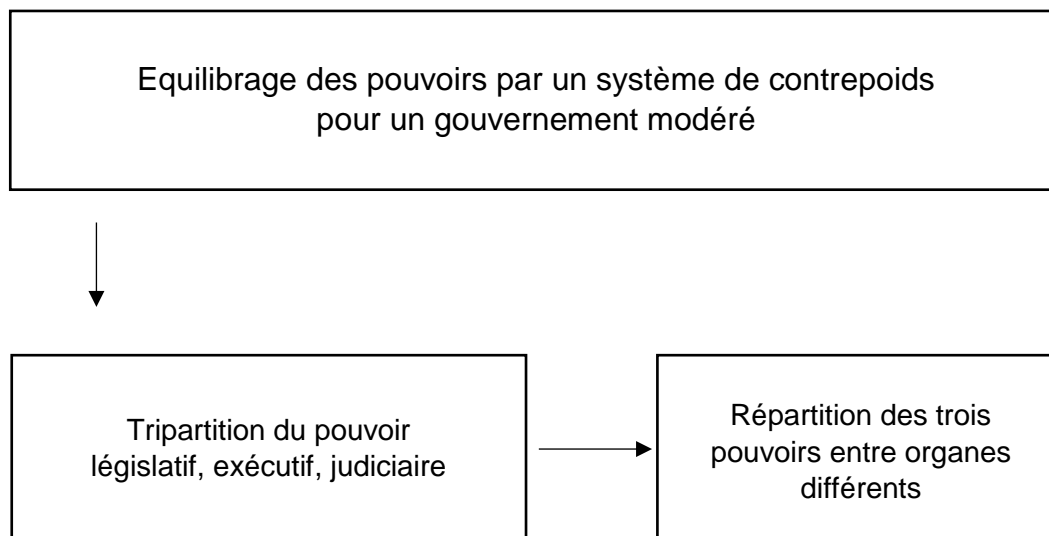 Equilibrage des pouvoirs par un système de contrepoids
pour un gouvernement modéré
Tripartition du pouvoir
législatif, exécutif, judiciaire
Répartition des trois
pouvoirs entre organes
différents